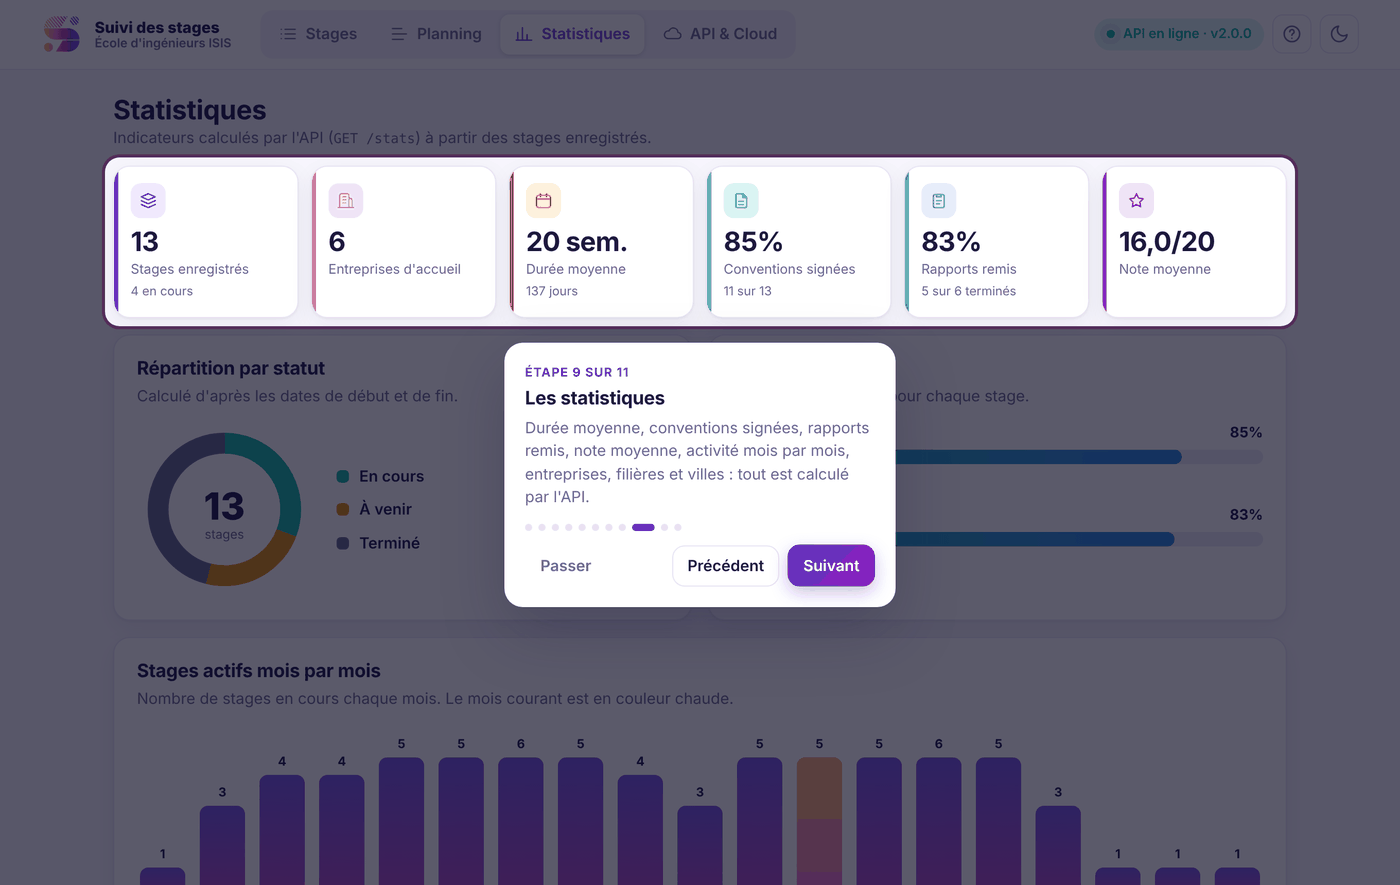 Suivi des stages
École d'ingénieurs ISIS
Stages
Planning
Statistiques
API & Cloud
API en ligne · v2.0.0
Statistiques
Indicateurs calculés par l'API (GET /stats) à partir des stages enregistrés.
13
Stages enregistrés
4 en cours
6
Entreprises d'accueil
20 sem.
Durée moyenne
137 jours
85%
Conventions signées
11 sur 13
83%
Rapports remis
5 sur 6 terminés
16,0/20
Note moyenne
Répartition par statut
Calculé d'après les dates de début et de fin.
13
stages
En cours
À venir
Terminé
ÉTAPE 9 SUR 11
Les statistiques
Durée moyenne, conventions signées, rapports
remis, note moyenne, activité mois par mois,
entreprises, filières et villes : tout est calculé
par l'API.
Passer
Précédent
Suivant
pour chaque stage.
85%
83%
Stages actifs mois par mois
Nombre de stages en cours chaque mois. Le mois courant est en couleur chaude.
1
3
4
4
5
5
6
5
4
3
5
5
5
6
5
3
1
1
1